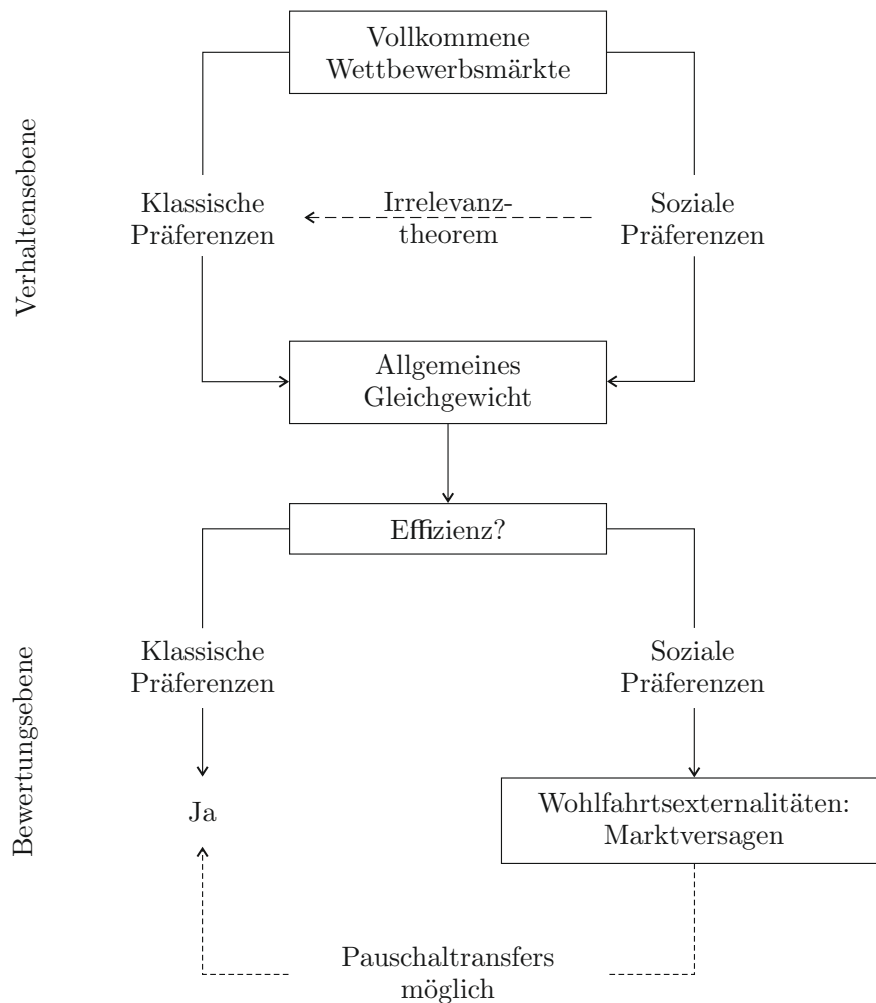 Vollkommene
Wettbewerbsmärkte
Verhaltensebene
Klassische
Präferenzen
Irrelevanz-
theorem
Soziale
Präferenzen
Allgemeines
Gleichgewicht
Effizienz?
Bewertungsebene
Klassische
Präferenzen
Soziale
Präferenzen
Ja
Wohlfahrtsexternalitäten:
Marktversagen
Pauschaltransfers
möglich